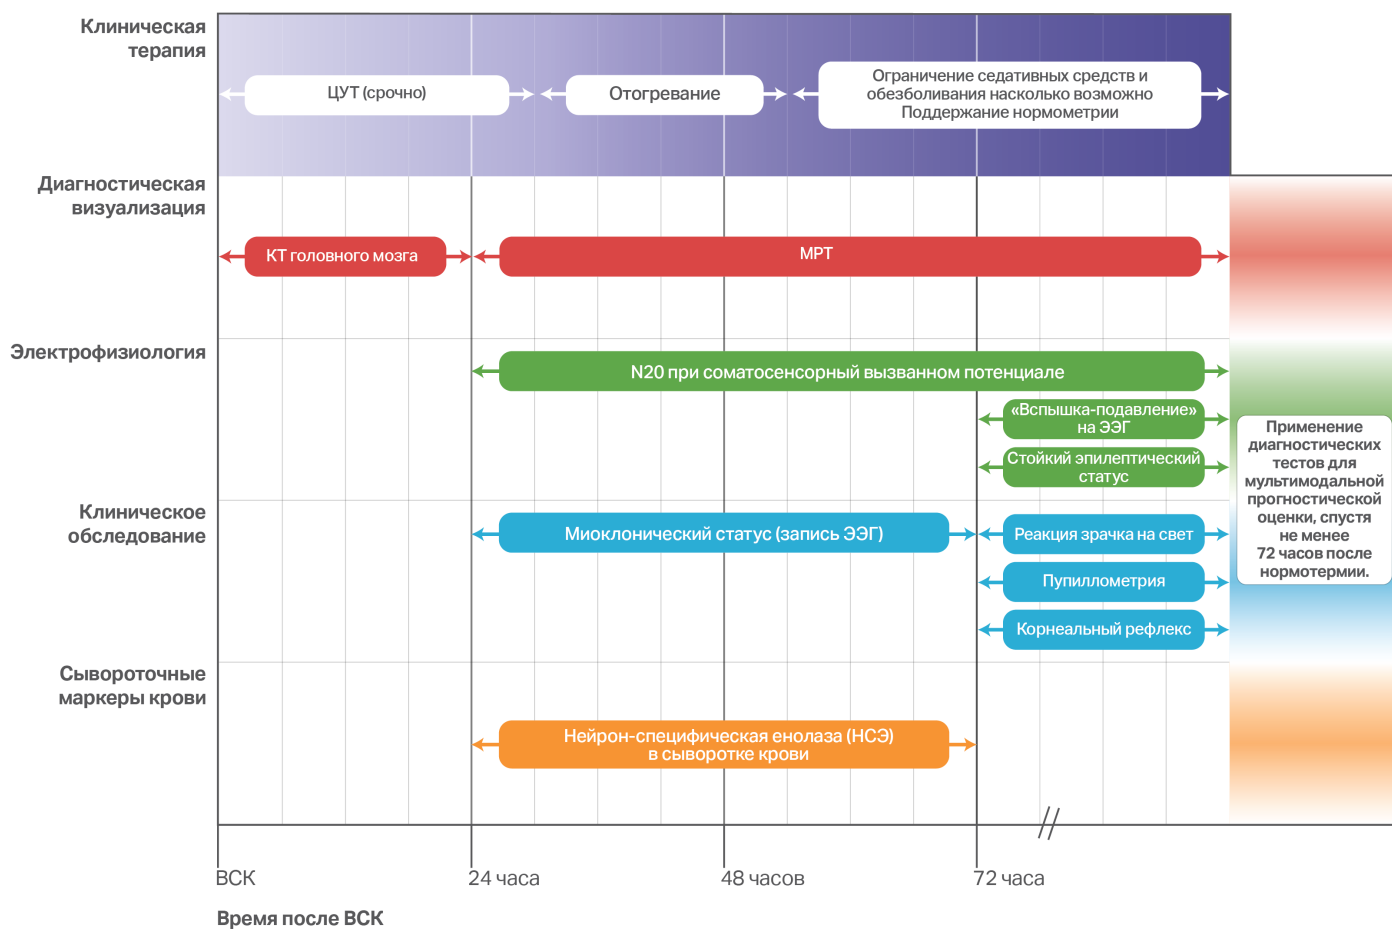 Клиническая
терапия
ЦУТ (срочно)
Отогревание
Ограничение седативных средств и
обезболивания насколько возможно
Поддержание нормометрии
Диагностическая
визуализация
КТ головного мозга
МРТ
Электрофизиология
N20 при соматосенсорный вызванном потенциале
«Вспышка-подавление»
на ЭЭГ
Стойкий эпилептический
статус
Клиническое
обследование
Миоклонический статус (запись ЭЭГ)
Реакция зрачка на свет
Пупиллометрия
Корнеальный рефлекс
Сывороточные
маркеры крови
Нейрон-специфическая енолаза (НСЭ)
в сыворотке крови
Применение
диагностических
тестов для
мультимодальной
прогностической
оценки, спустя
не менее
72 часов после
нормотермии.
ВСК
24 часа
48 часов
72 часа
Время после ВСК